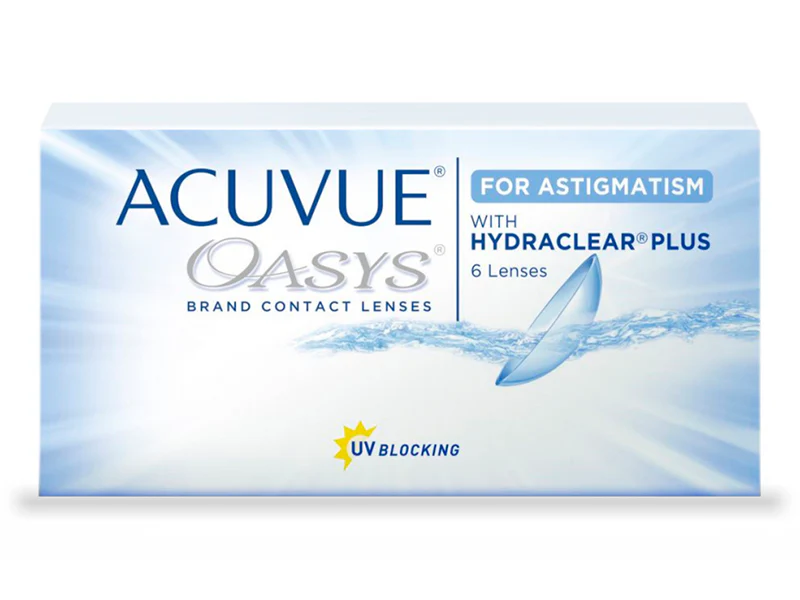 ACUVUE®
OASYS®
BRAND CONTACT LENSES
FOR ASTIGMATISM
WITH
HYDRACLEAR® PLUS
6 Lenses
UV BLOCKING